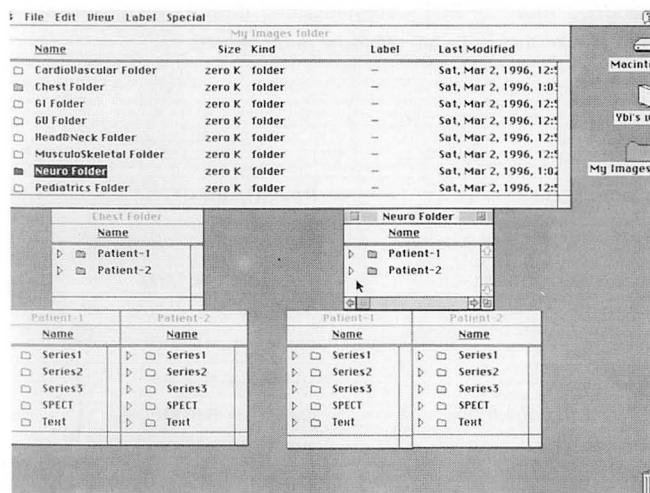 File Edit View Label Special
My Images folder
Name Size Kind Label Last Modified
CardioVascular Folder zero K folder — Sat, Mar 2, 1996, 12:5
Chest Folder zero K folder — Sat, Mar 2, 1996, 1:0
GI Folder zero K folder — Sat, Mar 2, 1996, 12:5
GU Folder zero K folder — Sat, Mar 2, 1996, 12:5
Head&Neck Folder zero K folder — Sat, Mar 2, 1996, 12:5
MusculoSkeletal Folder zero K folder — Sat, Mar 2, 1996, 12:5
Neuro Folder zero K folder — Sat, Mar 2, 1996, 1:02
Pediatrics Folder zero K folder — Sat, Mar 2, 1996, 12:5
Macint
Ybi's
My Images
Chest Folder
Name
Patient-1
Patient-2
Neuro Folder
Name
Patient-1
Patient-2
Patient-1
Name
Series1
Series2
Series3
SPECT
Text
Patient-2
Name
Series1
Series2
Series3
SPECT
Text
Patient-1
Name
Series1
Series2
Series3
SPECT
Text
Patient-2
Name
Series1
Series2
Series3
SPECT
Text